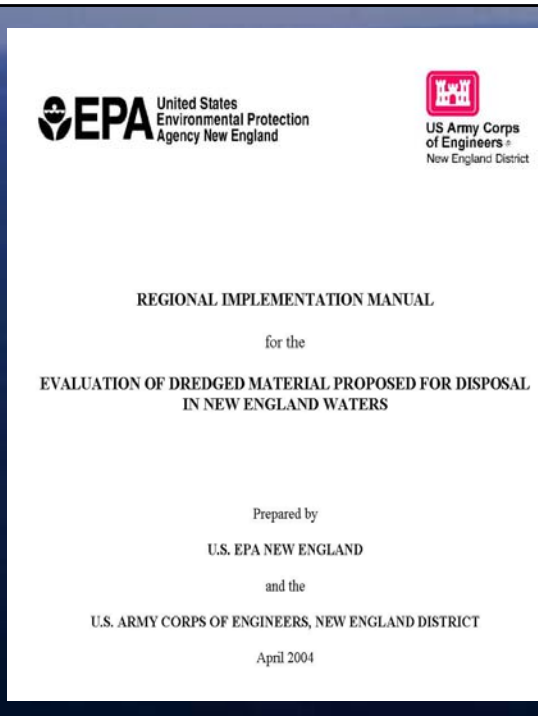 EPA
United States
Environmental Protection
Agency New England
US Army Corps
of Engineers ®
New England District
REGIONAL IMPLEMENTATION MANUAL
for the
EVALUATION OF DREDGED MATERIAL PROPOSED FOR DISPOSAL
IN NEW ENGLAND WATERS
Prepared by
U.S. EPA NEW ENGLAND
and the
U.S. ARMY CORPS OF ENGINEERS, NEW ENGLAND DISTRICT
April 2004